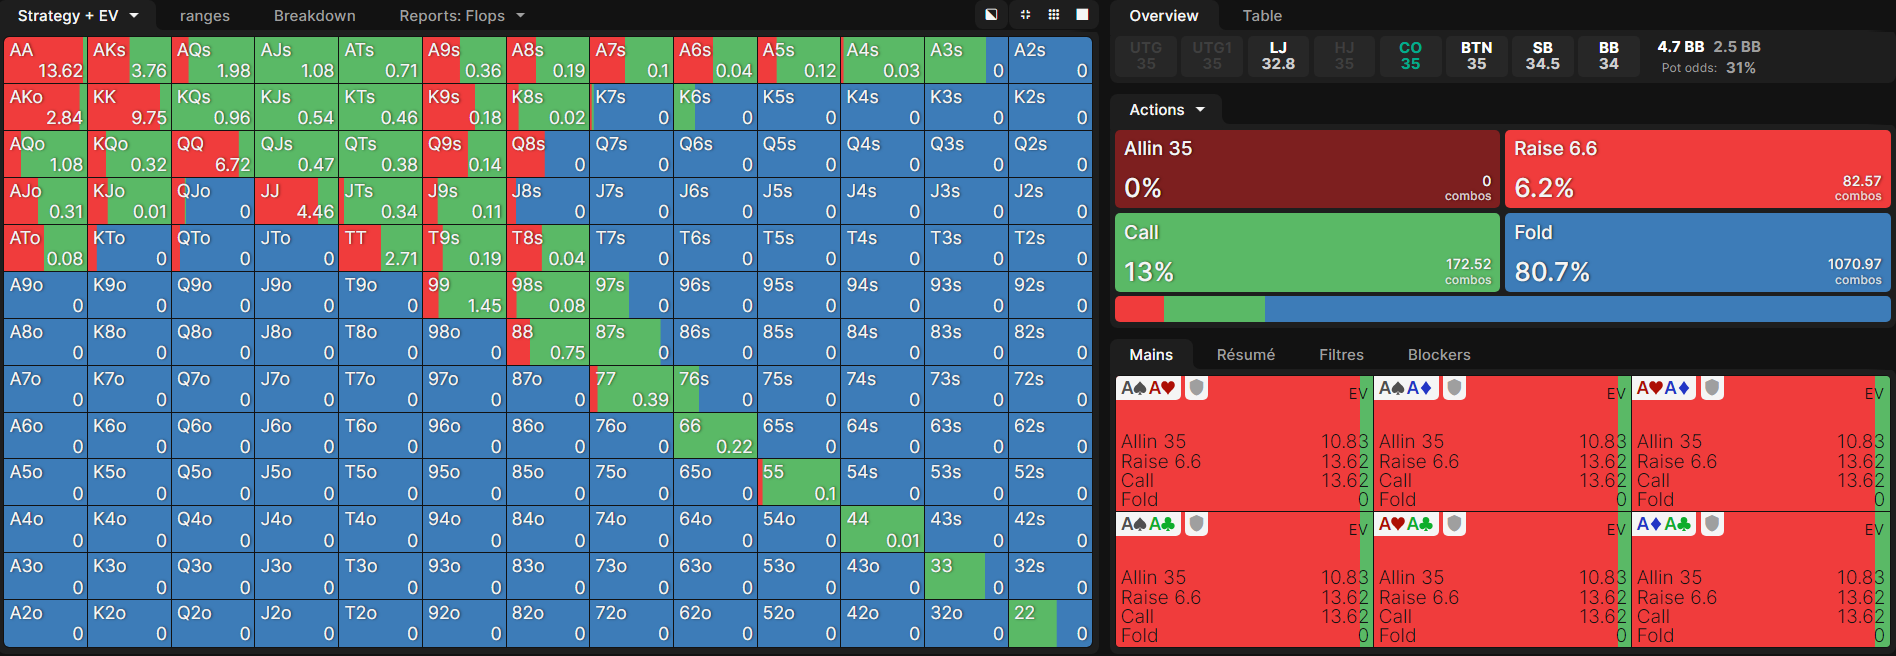 Strategy + EV ranges Breakdown Reports: Flops
AA AKs AQs AJs ATs A9s A8s A7s A6s A5s A4s A3s A2s
13.62 3.76 1.98 1.08 0.71 0.36 0.19 0.1 0.04 0.12 0.03 0 0
AKo KK KQs KJs KTs K9s K8s K7s K6s K5s K4s K3s K2s
2.84 9.75 0.96 0.54 0.46 0.18 0.02 0 0 0 0 0 0
AQo KQo QQ QJs QTs Q9s Q8s Q7s Q6s Q5s Q4s Q3s Q2s
1.08 0.32 6.72 0.47 0.38 0.14 0 0 0 0 0 0 0
AJo KJo QJo JJ JTs J9s J8s J7s J6s J5s J4s J3s J2s
0.31 0.01 0 4.46 0.34 0.11 0 0 0 0 0 0 0
ATo KTo QTo JTo TT T9s T8s T7s T6s T5s T4s T3s T2s
0.08 0 0 0 2.71 0.19 0.04 0 0 0 0 0 0
A9o K9o Q9o J9o T9o 99 98s 97s 96s 95s 94s 93s 92s
0 0 0 0 0 1.45 0.08 0 0 0 0 0
A8o K8o Q8o J8o T8o 98o 88 87s 86s 85s 84s 83s 82s
0 0 0 0 0 0 0.75 0 0 0 0 0 0
A7o K7o Q7o J7o T7o 97o 87o 77 76s 75s 74s 73s 72s
0 0 0 0 0 0 0 0.39 0 0 0 0
A6o K6o Q6o J6o T6o 96o 86o 76o 66 65s 64s 63s 62s
0 0 0 0 0 0 0 0 0.22 0 0 0 0
A5o K5o Q5o J5o T5o 95o 85o 75o 65o 55 54s 53s 52s
0 0 0 0 0 0 0 0 0 0.1 0 0 0
A4o K4o Q4o J4o T4o 94o 84o 74o 64o 54o 44 43s 42s
0 0 0 0 0 0 0 0 0 0 0.01 0 0
A3o K3o Q3o J3o T3o 93o 83o 73o 63o 53o 43o 33 32s
0 0 0 0 0 0 0 0 0 0 0 0 0
A2o K2o Q2o J2o T2o 92o 82o 72o 62o 52o 42o 32o 22
0 0 0 0 0 0 0 0 0 0 0 0 0
Overview Table
UTG UTG1 LJ HJ CO BTN SB BB 4.7 BB 2.5 BB
35 35 32.8 35 35 35 34.5 34 Pot odds: 31%
Actions
Allin 35 Raise 6.6
0% 0 combos 6.2% 82.57 combos
Call Fold
13% 172.52 combos 80.7% 1070.97 combos
Mains Résumé Filtres Blockers
A♠A♥ EV A♠A♦ EV A♥A♦ EV
Allin 35 10.83 Allin 35 10.83 Allin 35 10.83
Raise 6.6 13.62 Raise 6.6 13.62 Raise 6.6 13.62
Call 13.62 Call 13.62 Call 13.62
Fold 0 Fold 0 Fold 0
A♠A♣ EV A♥A♣ EV A♦A♣ EV
Allin 35 10.83 Allin 35 10.83 Allin 35 10.83
Raise 6.6 13.62 Raise 6.6 13.62 Raise 6.6 13.62
Call 13.62 Call 13.62 Call 13.62
Fold 0 Fold 0 Fold 0